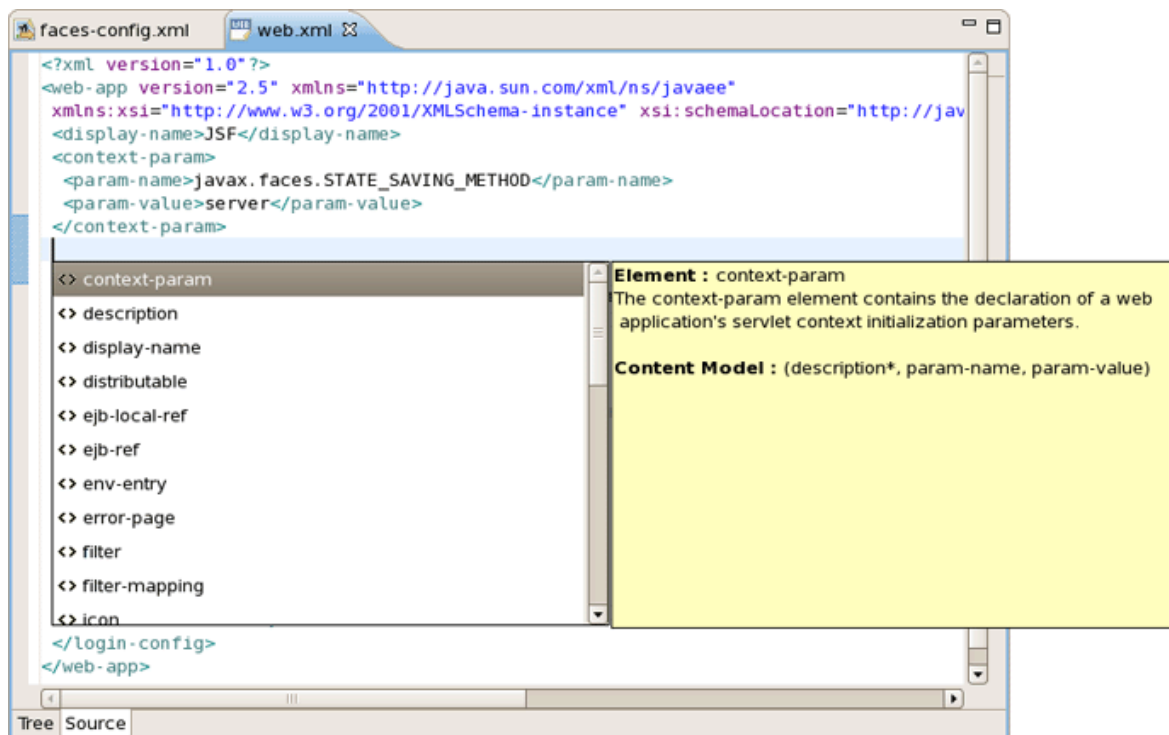 faces-config.xml
web.xml
<?xml version="1.0"?>
<web-app version="2.5" xmlns="http://java.sun.com/xml/ns/javaee"
xmlns:xsi="http://www.w3.org/2001/XMLSchema-instance" xsi:schemaLocation="http://jav
<display-name>JSF</display-name>
<context-param>
<param-name>javax.faces.STATE_SAVING_METHOD</param-name>
<param-value>server</param-value>
</context-param>
<> context-param
<> description
<> display-name
<> distributable
<> ejb-local-ref
<> ejb-ref
<> env-entry
<> error-page
<> filter
<> filter-mapping
<> icon
Element : context-param
The context-param element contains the declaration of a web
application's servlet context initialization parameters.
Content Model : (description*, param-name, param-value)
</login-config>
</web-app>
Tree Source